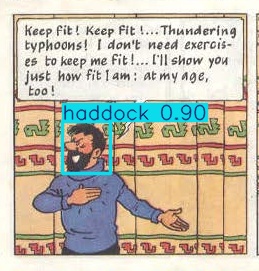 Keep fit! Keep fit!... Thundering
typhoons! I don't need exercis-
es to keep me fit!... I'll show you
just how fit I am: at my age,
too!
haddock 0.90